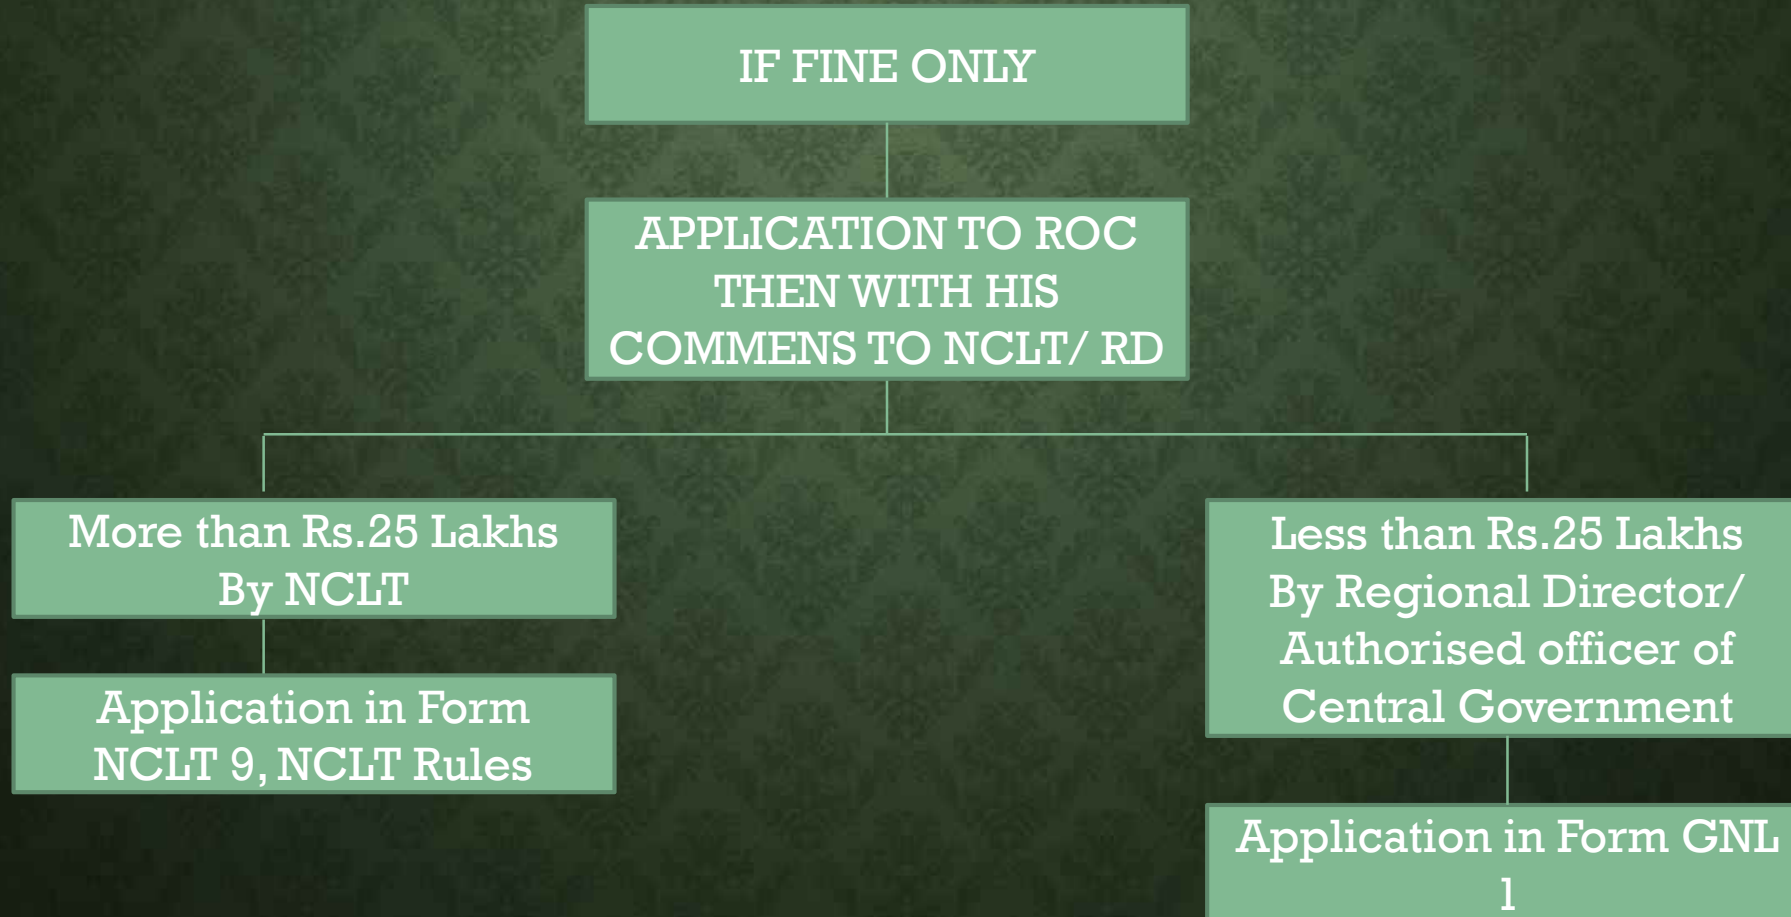 IF FINE ONLY
APPLICATION TO ROC
THEN WITH HIS
COMMENS TO NCLT/ RD
More than Rs.25 Lakhs
By NCLT
Application in Form
NCLT 9, NCLT Rules
Less than Rs.25 Lakhs
By Regional Director/
Authorised officer of
Central Government
Application in Form GNL
1